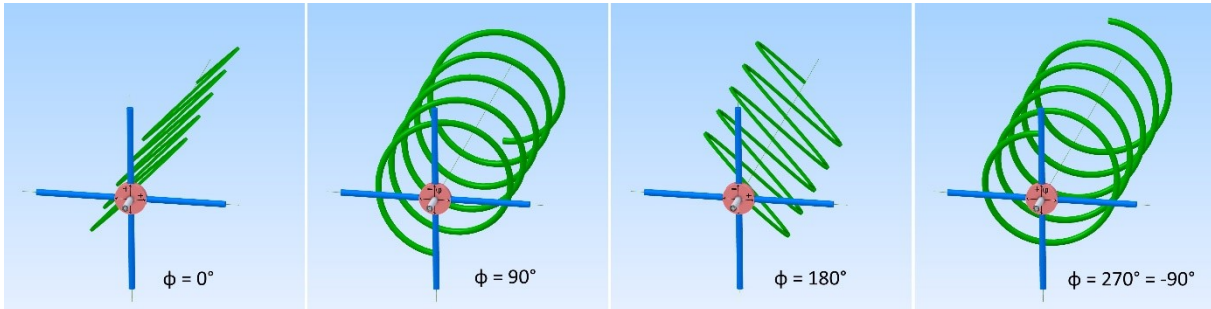 ϕ = 0°
ϕ = 90°
ϕ = 180°
ϕ = 270° = -90°